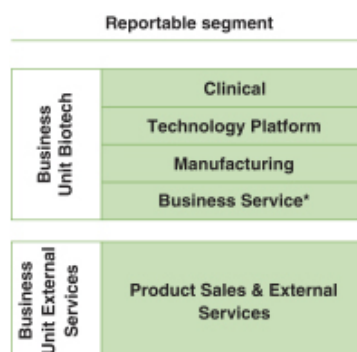 Reportable segment
Business
Unit Biotech
Clinical
Technology Platform
Manufacturing
Business Service*
Business
Unit External
Services
Product Sales & External
Services